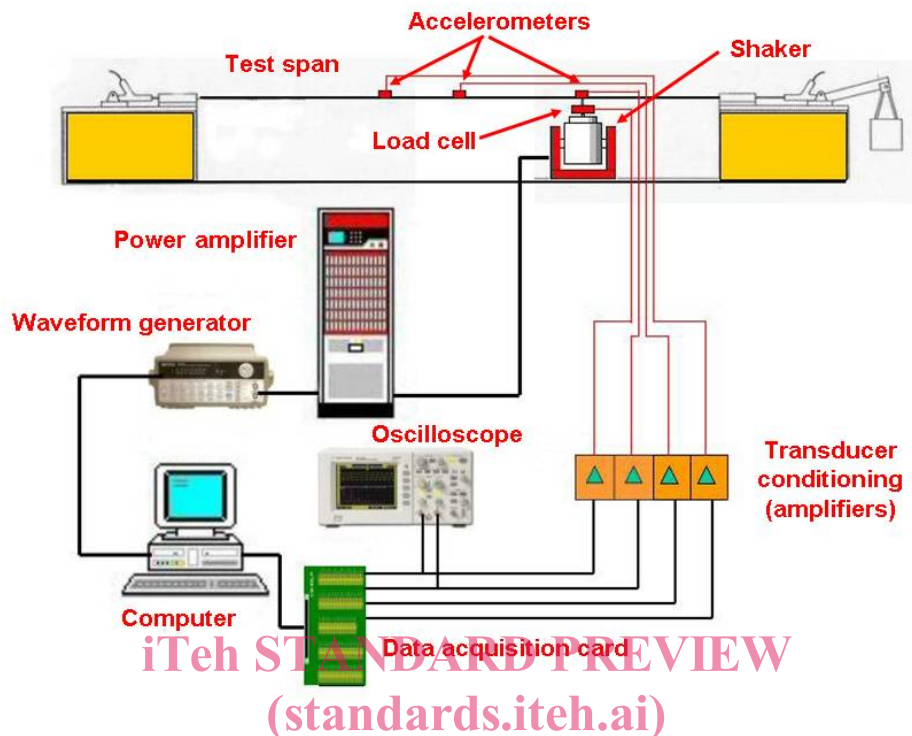 Accelerometers
Shaker
Test span
Load cell
Power amplifier
Waveform generator
Oscilloscope
Transducer
conditioning
(amplifiers)
Computer
Data acquisition card
iTeh STANDARD PREVIEW
(standards.iteh.ai)